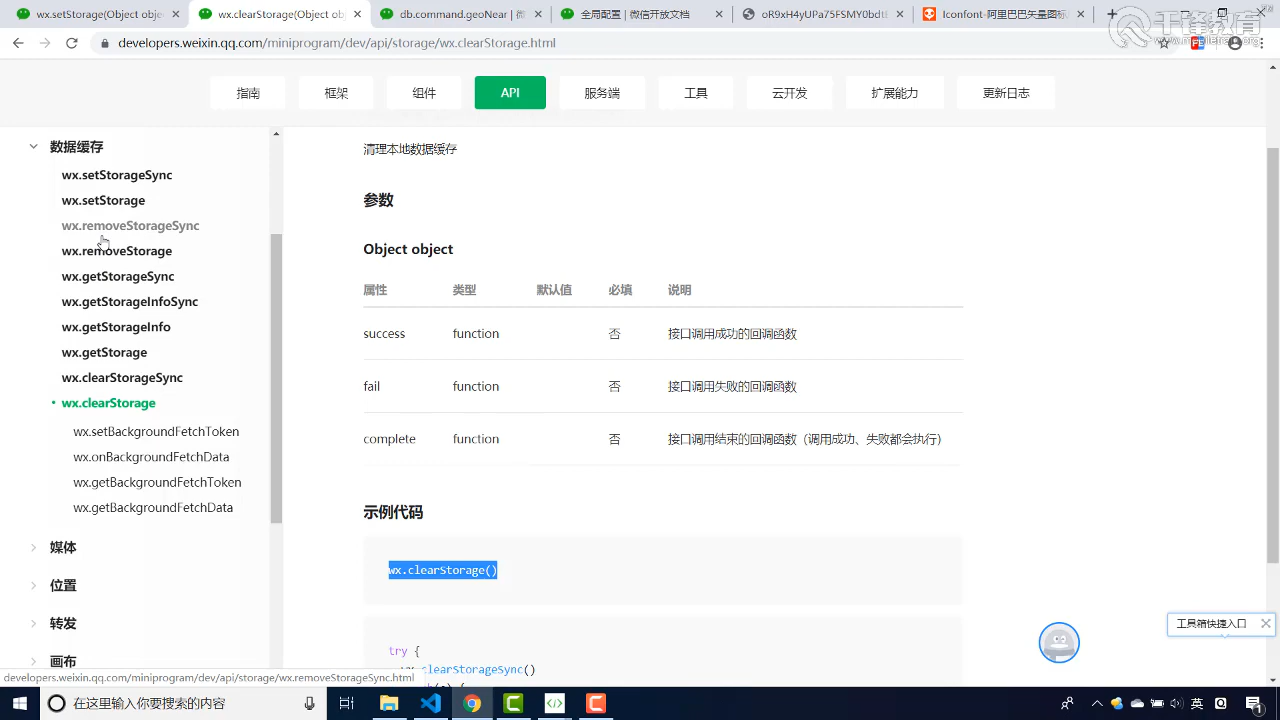 wx.setStorageSync
wx.clearStorage(Object obj
db.command.geoNear | 微
全局配置 | 微信开放文档
oR9xH4yUPa75FSMY0bdt
Iconfont-阿里巴巴矢量图标
developers.weixin.qq.com/miniprogram/dev/api/storage/wx.clearStorage.html
千锋教育
www.mobiletrain.org
指南
框架
组件
API
服务端
工具
云开发
扩展能力
更新日志
数据缓存
wx.setStorageSync
wx.setStorage
wx.removeStorageSync
wx.removeStorage
wx.getStorageSync
wx.getStorageInfoSync
wx.getStorageInfo
wx.getStorage
wx.clearStorageSync
wx.clearStorage
wx.setBackgroundFetchToken
wx.onBackgroundFetchData
wx.getBackgroundFetchToken
wx.getBackgroundFetchData
媒体
位置
转发
画布
清理本地数据缓存
参数
Object object
属性 类型 默认值 必填 说明
success function 否 接口调用成功的回调函数
fail function 否 接口调用失败的回调函数
complete function 否 接口调用结束的回调函数（调用成功、失败都会执行）
示例代码
wx.clearStorage()
try {
clearStorageSync()
工具箱快捷入口
developers.weixin.qq.com/miniprogram/dev/api/storage/wx.removeStorageSync.html
在这里输入你要搜索的内容
英
1